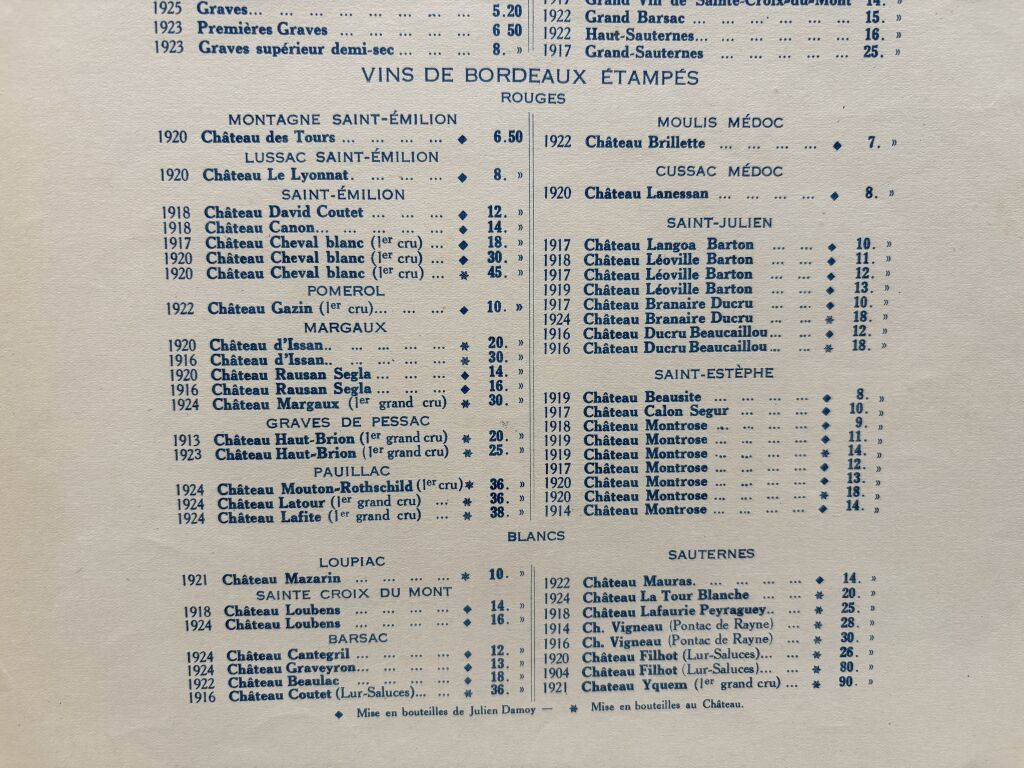 1925 Graves... ... ... ... ... 5.20
1923 Premières Graves ... ... ... 6 50
1923 Graves supérieur demi-sec ... ... 8. »
1917 Grand Vin de Sainte-Croix-du-Mont 14. »
1922 Grand Barsac ... ... ... ... 15. »
1922 Haut-Sauternes... ... ... ... 16. »
1917 Grand-Sauternes ... ... ... ... 25. »
VINS DE BORDEAUX ÉTAMPÉS
ROUGES
MONTAGNE SAINT-ÉMILION
1920 Château des Tours ... ... ... ... ◆ 6.50
LUSSAC SAINT-ÉMILION
1920 Château Le Lyonnat. ... ... ... ◆ 8. »
SAINT-ÉMILION
1918 Château David Coutet ... ... ... ◆ 12. »
1918 Château Canon... ... ... ... ... ◆ 14. »
1917 Château Cheval blanc (1er cru) ... ◆ 18. »
1920 Château Cheval blanc (1er cru) ... ◆ 30. »
1920 Château Cheval blanc (1er cru) ... * 45. »
POMEROL
1922 Château Gazin (1er cru)... ... ... ◆ 10. »
MARGAUX
1920 Château d'Issan.. ... ... ... ... * 20. »
1916 Château d'Issan.. ... ... ... ... * 30. »
1920 Château Rausan Segla ... ... ... ◆ 14. »
1916 Château Rausan Segla ... ... ... ◆ 16. »
1924 Château Margaux (1er grand cru) * 30. »
GRAVES DE PESSAC
1913 Château Haut-Brion (1er grand cru) * 20. »
1923 Château Haut-Brion (1er grand cru) * 25. »
PAUILLAC
1924 Château Mouton-Rothschild (1er cru) * 36. »
1924 Château Latour (1er grand cru) ... * 36. »
1924 Château Lafite (1er grand cru) ... * 38. »
MOULIS MÉDOC
1922 Château Brillette ... ... ... ... ◆ 7. »
CUSSAC MÉDOC
1920 Château Lanessan ... ... ... ... ◆ 8. »
SAINT-JULIEN
1917 Château Langoa Barton ... ... ◆ 10. »
1918 Château Léoville Barton ... ... ◆ 11. »
1917 Château Léoville Barton ... ... ◆ 12. »
1919 Château Léoville Barton ... ... ◆ 13. »
1917 Château Branaire Ducru ... ... ◆ 10. »
1924 Château Branaire Ducru ... ... * 18. »
1916 Château Ducru Beaucaillou... ... ◆ 12. »
1916 Château Ducru Beaucaillou... ... * 18. »
SAINT-ESTÈPHE
1919 Château Beausite ... ... ... ... ◆ 8. »
1917 Château Calon Segur ... ... ... ◆ 10. »
1918 Château Montrose ... ... ... ... ◆ 9. »
1919 Château Montrose ... ... ... ... ◆ 11. »
1919 Château Montrose ... ... ... ... * 14. »
1917 Château Montrose ... ... ... ... ◆ 12. »
1920 Château Montrose ... ... ... ... ◆ 13. »
1920 Château Montrose ... ... ... ... * 18. »
1914 Château Montrose ... ... ... ... ◆ 14. »
BLANCS
LOUPIAC
1921 Château Mazarin ... ... ... ... * 10. »
SAINTE CROIX DU MONT
1918 Château Loubens ... ... ... ... ◆ 14. »
1924 Château Loubens ... ... ... ... ◆ 16. »
BARSAC
1924 Château Cantegril ... ... ... ... ◆ 12. »
1924 Château Graveyron... ... ... ... ◆ 13. »
1922 Château Beaulac ... ... ... ... ◆ 18. »
1916 Château Coutet (Lur-Saluces)... ... * 36. »
SAUTERNES
1922 Château Mauras. ... ... ... ... ◆ 14. »
1924 Château La Tour Blanche ... ... * 20. »
1918 Château Lafaurie Peyraguey.. ... * 25. »
1914 Ch. Vigneau (Pontac de Rayne) ... * 28. »
1916 Ch. Vigneau (Pontac de Rayne) ... * 30. »
1920 Château Filhot (Lur-Saluces)... ... * 26. »
1904 Château Filhot (Lur-Saluces)... ... * 80. »
1921 Chateau Yquem (1er grand cru) ... * 90. »
◆ Mise en bouteilles de Julien Damoy — * Mise en bouteilles au Château.